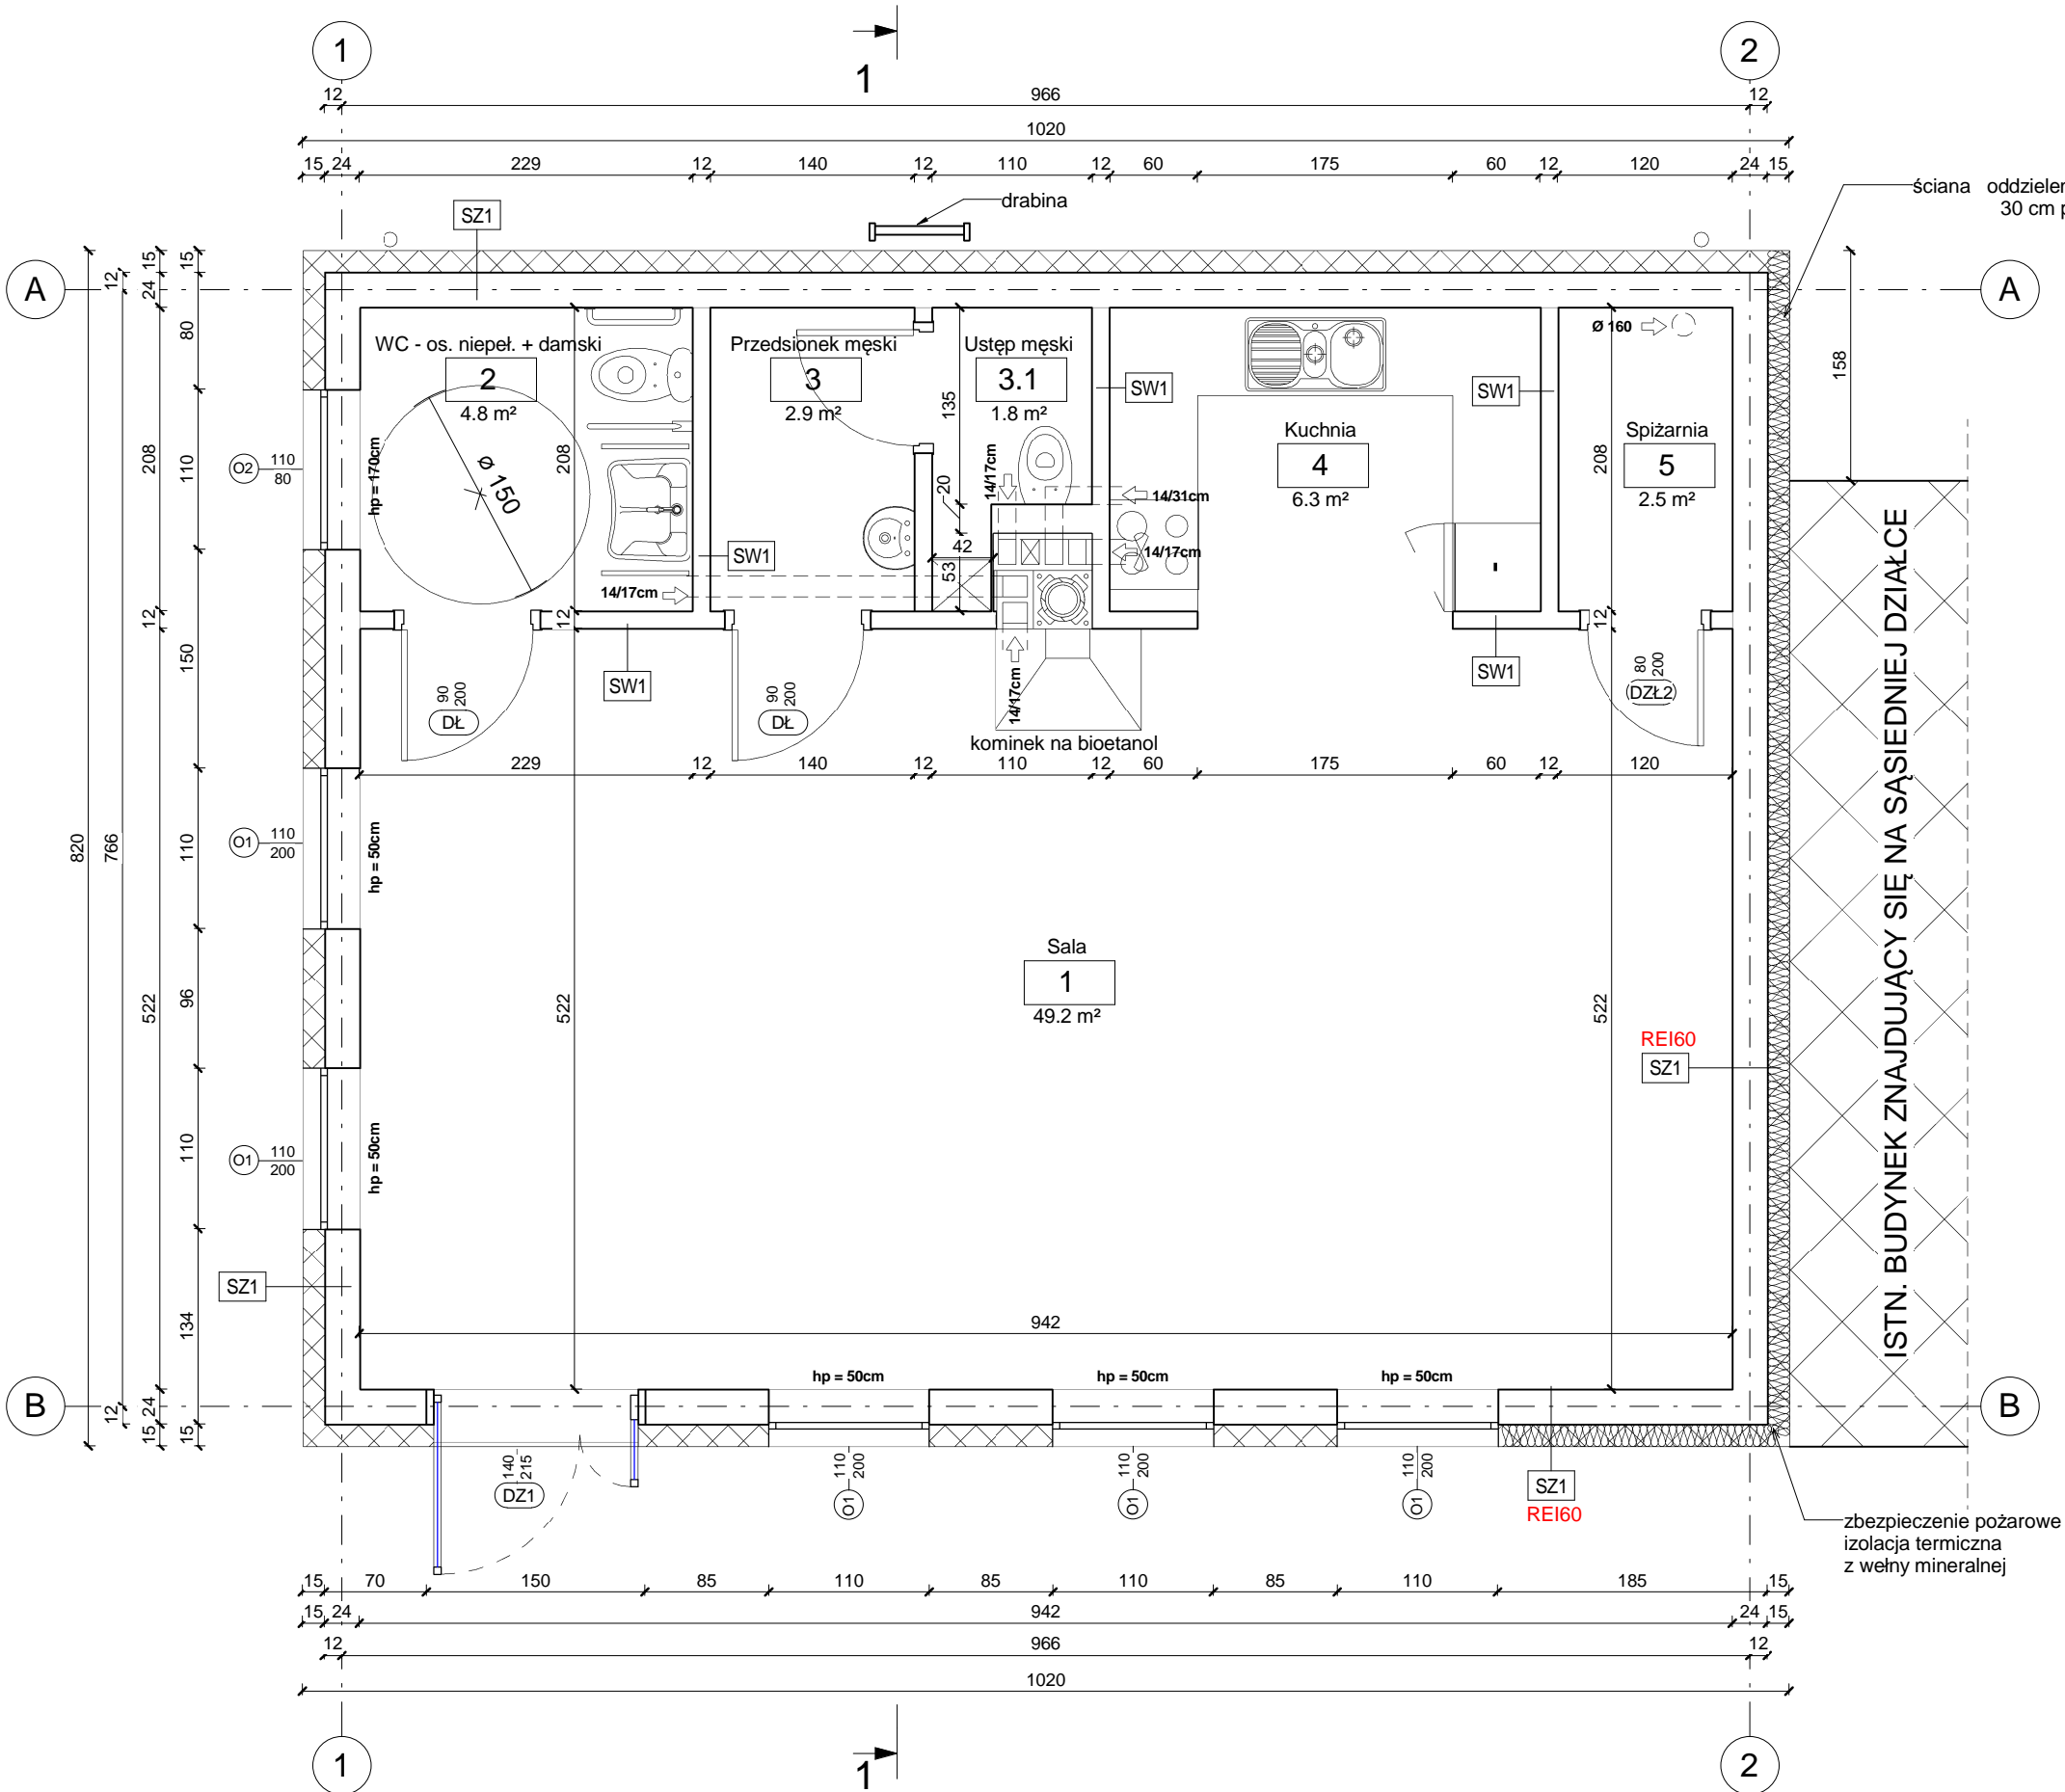 1
2
1
12
966
12
1020
15
24
229
12
140
12
110
12
60
175
60
12
120
24
15
ściana oddzieler
30 cm p
drabina
SZ1
A
A
12
15
24
15
80
208
110
12
150
820
766
110
522
96
110
134
12
24
15
15
158
WC - os. niepeł. + damski
2
4.8 m²
Przedsionek męski
3
2.9 m²
Ustęp męski
3.1
1.8 m²
SW1
Kuchnia
4
6.3 m²
SW1
Ø 160
Spiżarnia
5
2.5 m²
O2
110
80
hp = 170cm
Ø 150
208
135
20
42
53
14/17cm
14/31cm
14/17cm
208
SW1
14/17cm
12
12
SW1
SW1
90
200
DŁ
90
200
DŁ
14/17cm
80
200
DZŁ2
kominek na bioetanol
229
12
140
12
110
12
60
175
60
12
120
O1
110
200
hp = 50cm
Sala
1
49.2 m²
522
522
REI60
SZ1
ISTN. BUDYNEK ZNAJDUJĄCY SIĘ NA SĄSIEDNIEJ DZIAŁCE
O1
110
200
hp = 50cm
SZ1
942
hp = 50cm
hp = 50cm
hp = 50cm
B
B
140
215
DZ1
110
200
O1
110
200
O1
110
200
O1
SZ1
REI60
zbezpieczenie pożarowe
izolacja termiczna
z wełny mineralnej
15
70
150
85
110
85
110
85
110
185
15
15
24
942
24
15
12
966
12
1020
1
1
2